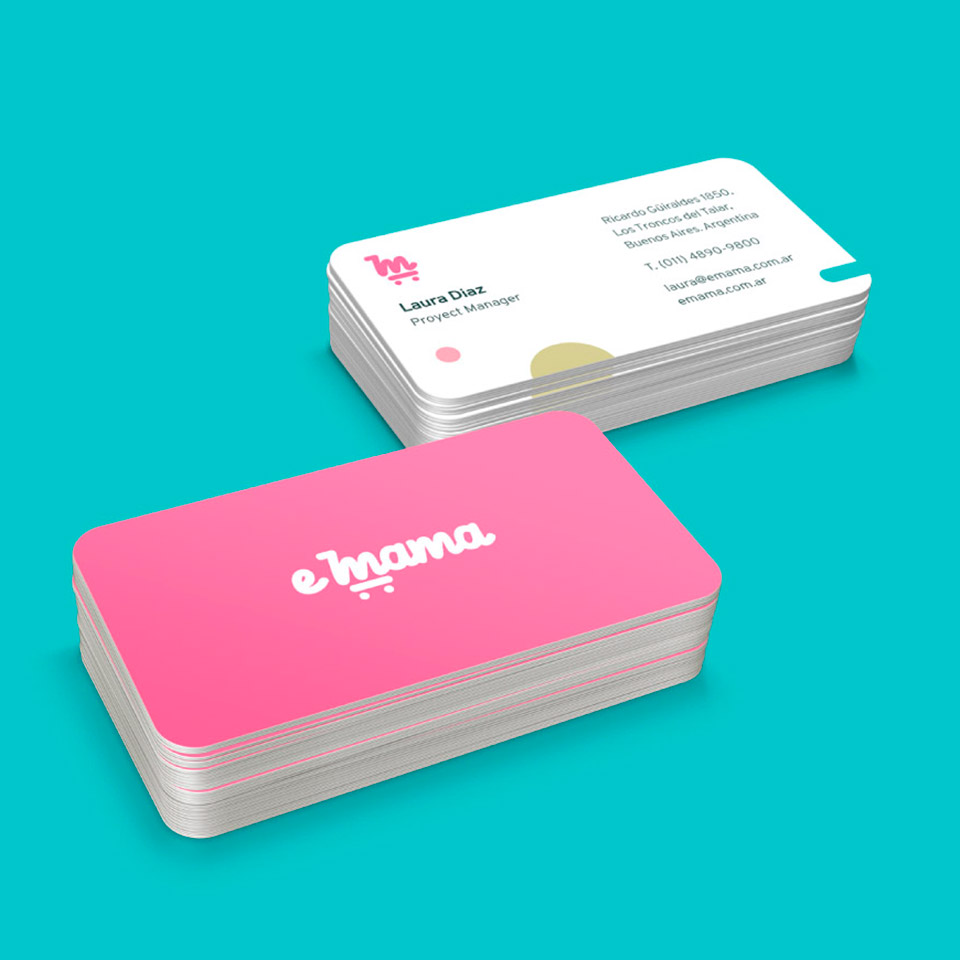 Ricardo Güiraldes 1850,
Los Troncos del Talar,
Buenos Aires, Argentina
T. (011) 4890-9800
laura@emama.com.ar
emama.com.ar
m
Laura Diaz
Proyect Manager
e mama